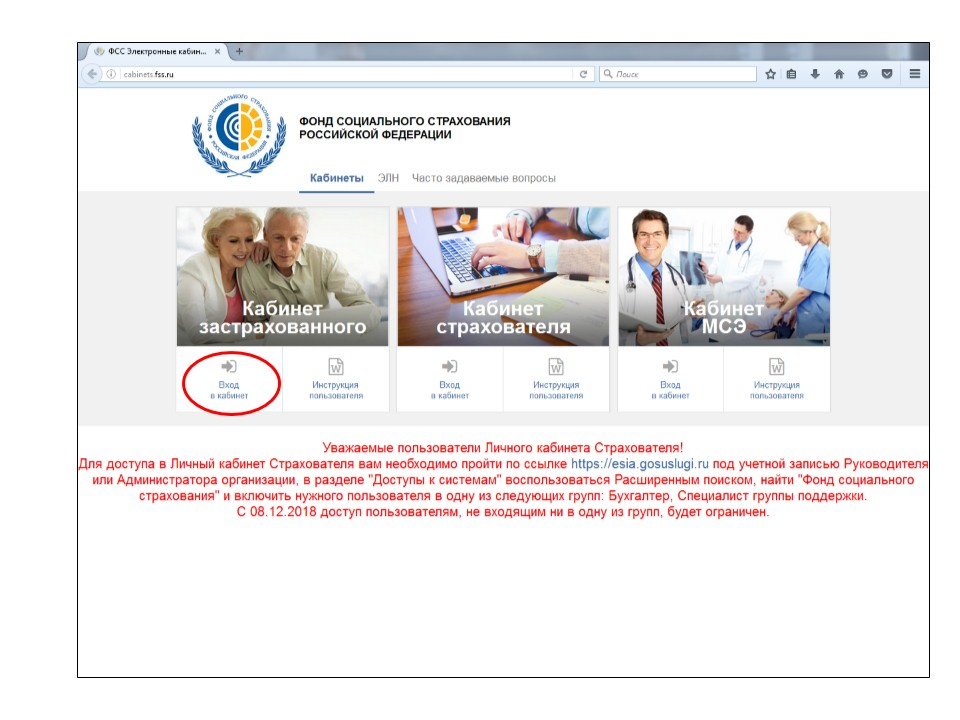 ФСС Электронные кабин...
cabinets.fss.ru
Поиск
ФОНД СОЦИАЛЬНОГО СТРАХОВАНИЯ
РОССИЙСКОЙ ФЕДЕРАЦИИ
ФОНД СОЦИАЛЬНОГО СТРАХОВАНИЯ
РОССИЙСКОЙ ФЕДЕРАЦИИ
Кабинеты ЭЛН Часто задаваемые вопросы
Кабинет
застрахованного
Кабинет
страхователя
Кабинет
МСЭ
Вход
в кабинет
W
Инструкция
пользователя
Вход
в кабинет
W
Инструкция
пользователя
Вход
в кабинет
W
Инструкция
пользователя
Уважаемые пользователи Личного кабинета Страхователя!
Для доступа в Личный кабинет Страхователя вам необходимо пройти по ссылке https://esia.gosuslugi.ru под учетной записью Руководителя
или Администратора организации, в разделе "Доступы к системам" воспользоваться Расширенным поиском, найти "Фонд социального
страхования" и включить нужного пользователя в одну из следующих групп: Бухгалтер, Специалист группы поддержки.
С 08.12.2018 доступ пользователям, не входящим ни в одну из групп, будет ограничен.